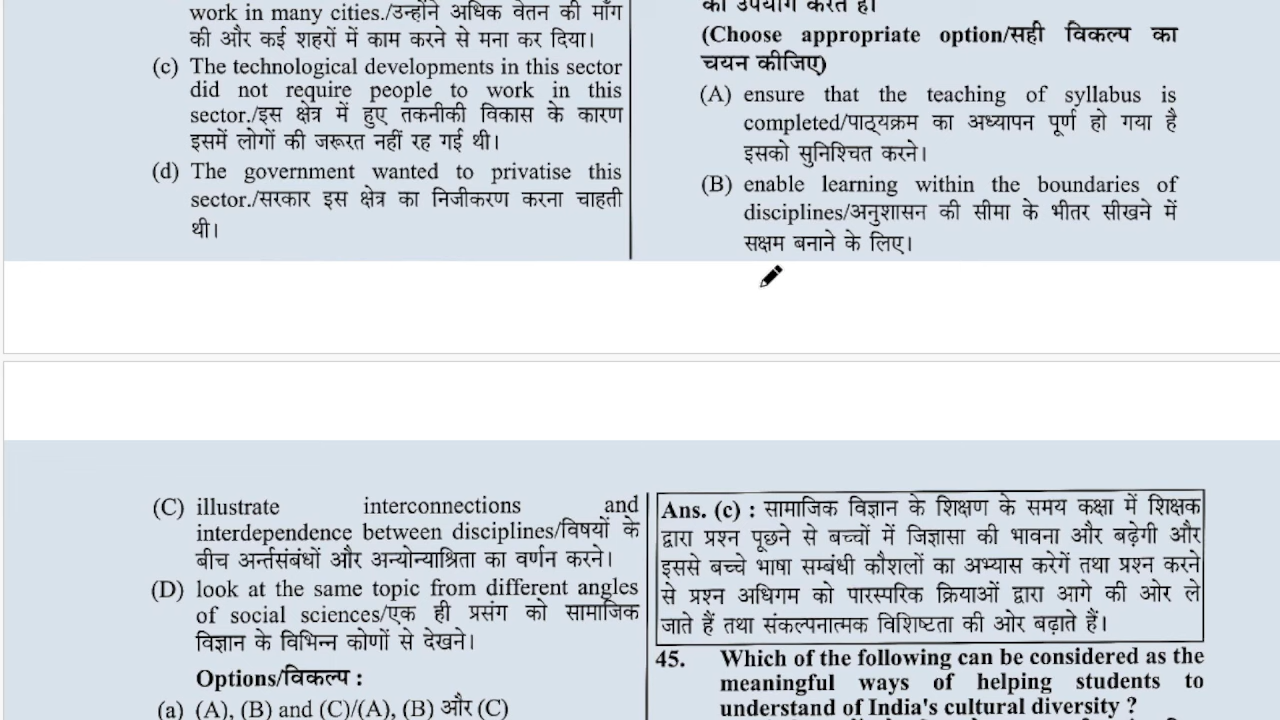 work in many cities./उन्होंने अधिक वेतन की माँग
की और कई शहरों में काम करने से मना कर दिया।
(c) The technological developments in this sector
did not require people to work in this
sector./इस क्षेत्र में हुए तकनीकी विकास के कारण
इसमें लोगों की जरूरत नहीं रह गई थी।
(d) The government wanted to privatise this
sector./सरकार इस क्षेत्र का निजीकरण करना चाहती
थी।
का उपयोग करते हैं।
(Choose appropriate option/सही विकल्प का
चयन कीजिए)
(A) ensure that the teaching of syllabus is
completed/पाठ्यक्रम का अध्यापन पूर्ण हो गया है
इसको सुनिश्चित करने।
(B) enable learning within the boundaries of
disciplines/अनुशासन की सीमा के भीतर सीखने में
सक्षम बनाने के लिए।
(C) illustrate interconnections and
interdependence between disciplines/विषयों के
बीच अर्न्तसंबंधों और अन्योन्याश्रिता का वर्णन करने।
(D) look at the same topic from different angles
of social sciences/एक ही प्रसंग को सामाजिक
विज्ञान के विभिन्न कोणों से देखने।
Options/विकल्प :
(a) (A), (B) and (C)/(A), (B) और (C)
Ans. (c) : सामाजिक विज्ञान के शिक्षण के समय कक्षा में शिक्षक
द्वारा प्रश्न पूछने से बच्चों में जिज्ञासा की भावना और बढ़ेगी और
इससे बच्चे भाषा सम्बंधी कौशलों का अभ्यास करेगें तथा प्रश्न करने
से प्रश्न अधिगम को पारस्परिक क्रियाओं द्वारा आगे की ओर ले
जाते हैं तथा संकल्पनात्मक विशिष्टता की ओर बढ़ाते हैं।
45. Which of the following can be considered as the
meaningful ways of helping students to
understand of India's cultural diversity ?